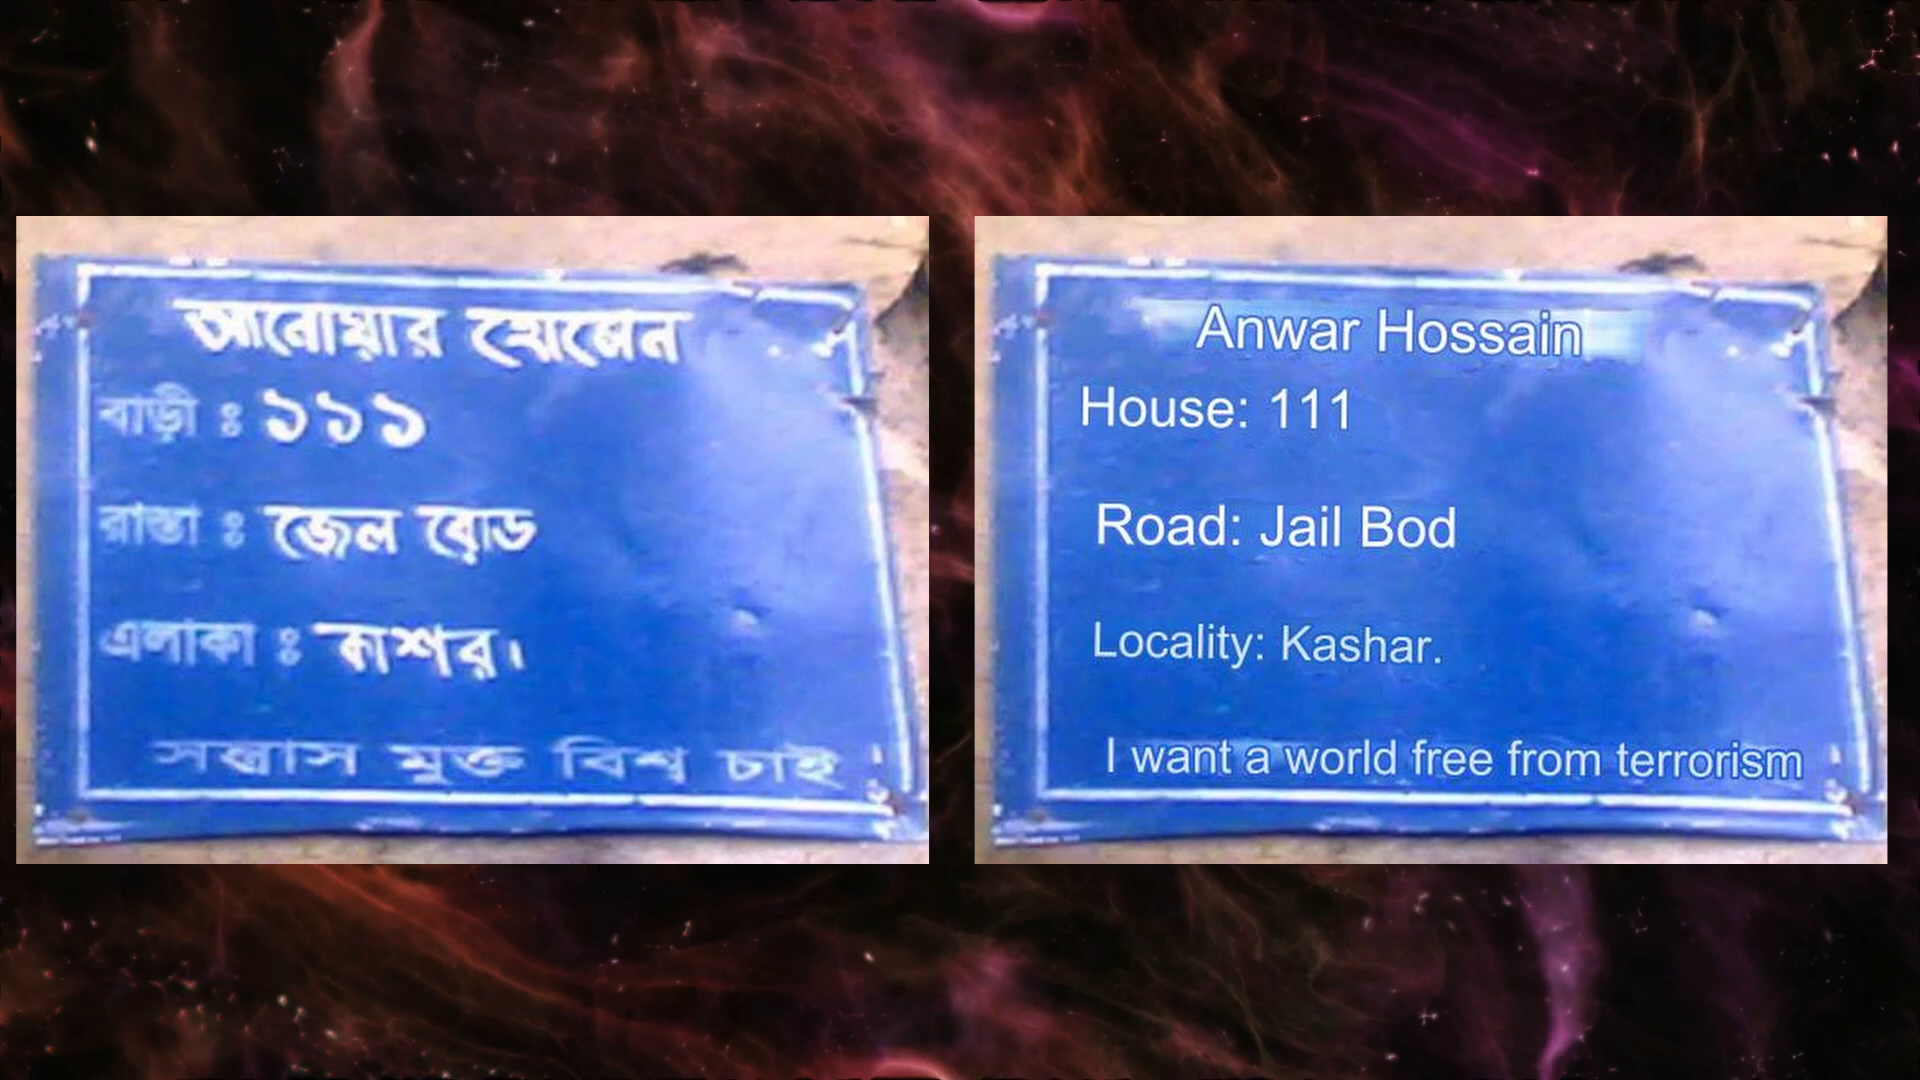 আনোয়ার হোসেন
বাড়ী : ১১১
রাস্তা : জেল রোড
এলাকা : কাশর।
সন্ত্রাস মুক্ত বিশ্ব চাই
Anwar Hossain
House: 111
Road: Jail Bod
Locality: Kashar.
I want a world free from terrorism